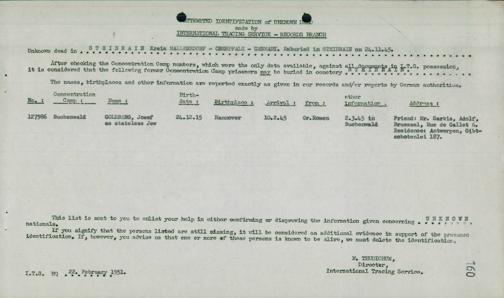 ATTEMPTED IDENTIFICATION of UNKNOWN
made by
INTERNATIONAL TRACING SERVICE - RECORDS BRANCH
Unknown dead in STEINRAIN Kreis MALLERSDORF - GERMANY. Reburied in STEINRAIN on 24.11.45.
After checking the Concentration Camp numbers, which were the only data available, against all documents in I.T.S. possession,
it is considered that the following former Concentration Camp prisoners may be buried in cemetery
The names, birthplaces and other information are reported exactly as given in our records and/or reports by German authorities.
Concentration Birth- other
No.: Camp: Name: date: Birthplace: Arrival: from: information: Address:
127986 Buchenwald GOLDBERG, Josef 24.12.15 Hannover 10.2.45 Gr.Rosen 2.3.45 in Friend: Mr. Sarkis, Adolf,
as stateless Jew Buchenwald Brussel, Rue de Gallet 6.
Residence: Antwerpen,
187.
This list is sent to you to enlist your help in either confirming or disproving the information given concerning UNKNOWN
nationals.
If you signify that the persons listed are still missing, it will be considered an additional evidence in support of the presumed
identification. If, however, you advise us that one or more of these persons is known to be alive, we must delete the identification.
M. THUDICHUM,
Director,
International Tracing Service.
I.T.S. HQ 22. February 1951.
160